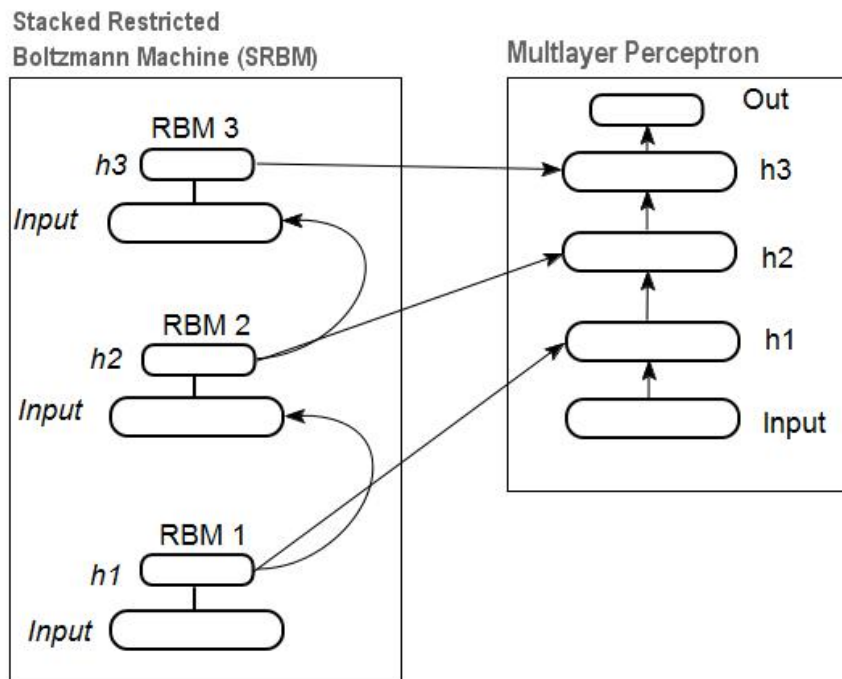 Stacked Restricted
Boltzmann Machine (SRBM)
RBM 3
h3
Input
RBM 2
h2
Input
RBM 1
h1
Input
Multlayer Perceptron
Out
h3
h2
h1
Input